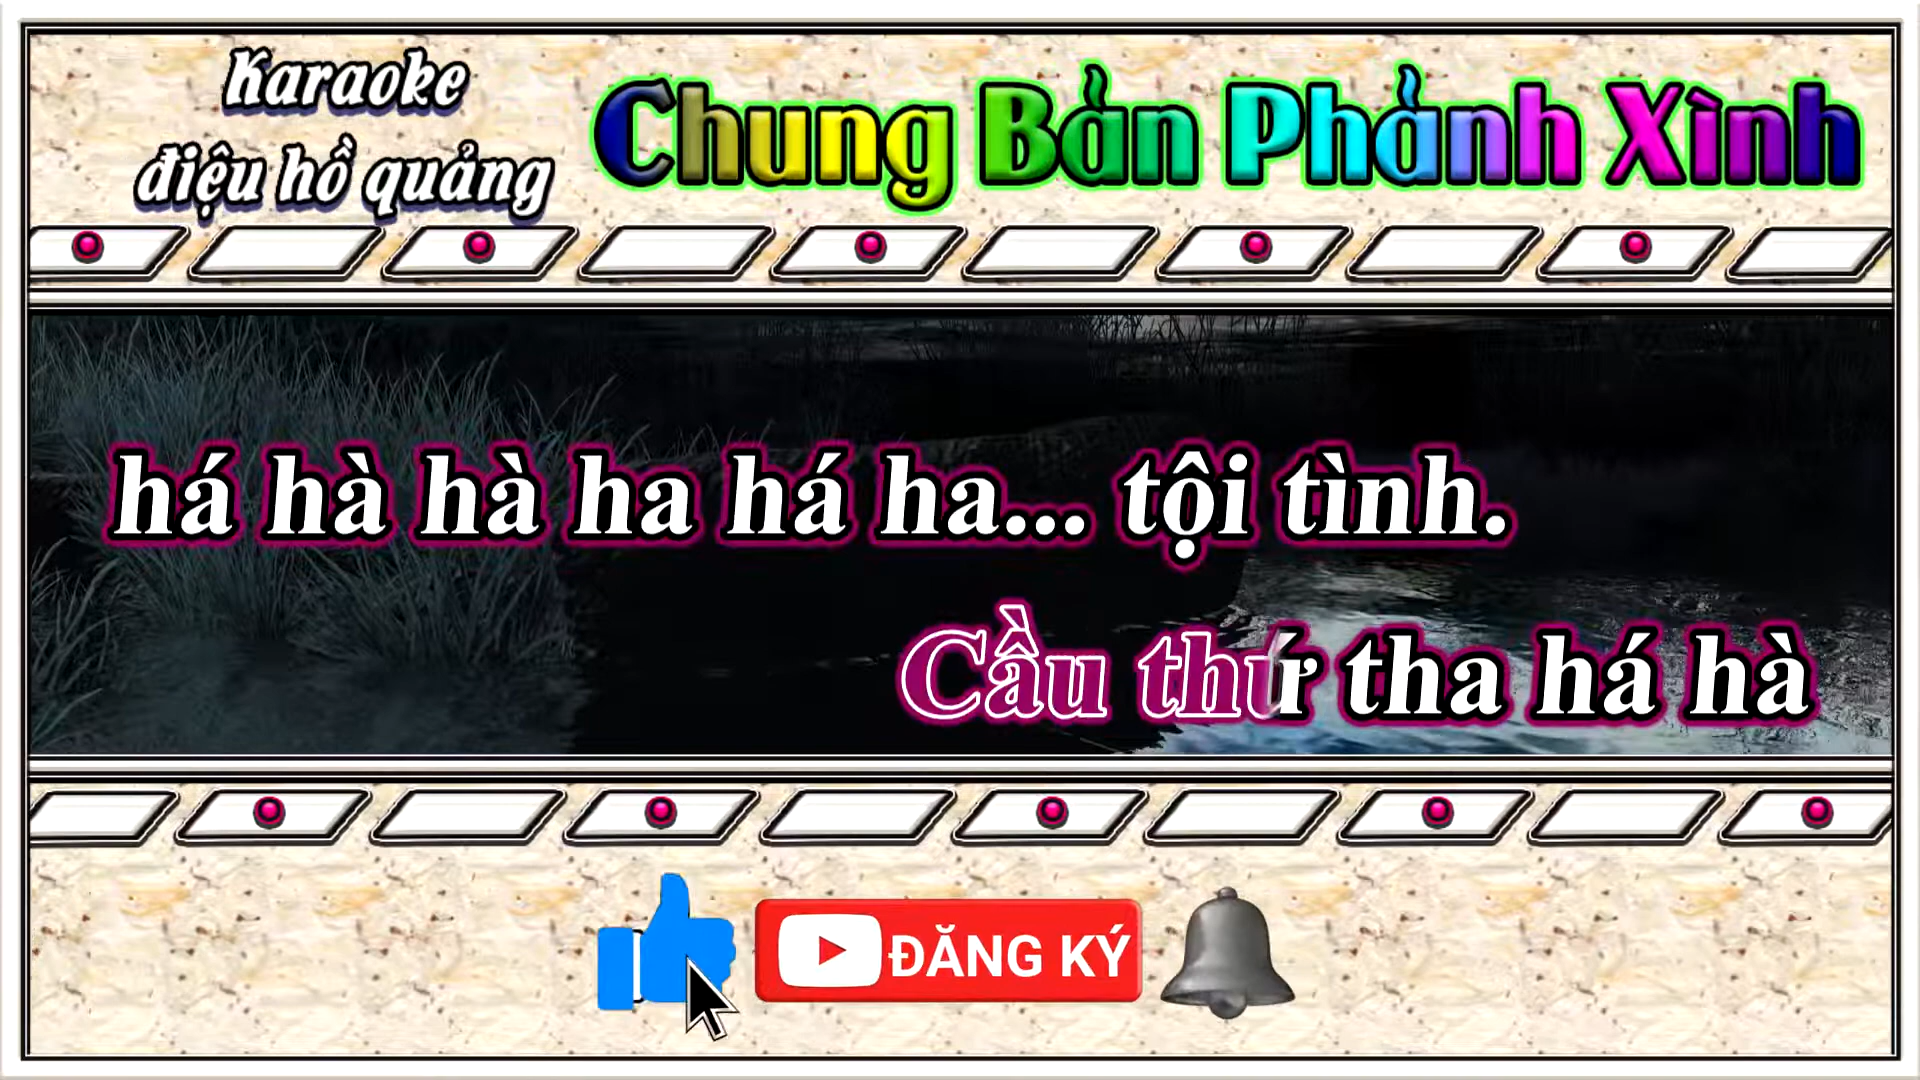 Karaoke
điệu hồ quảng
Chung Bản Phảnh Xình
há hà hà ha há ha... tội tình.
Cầu thứ tha há hà
ĐĂNG KÝ